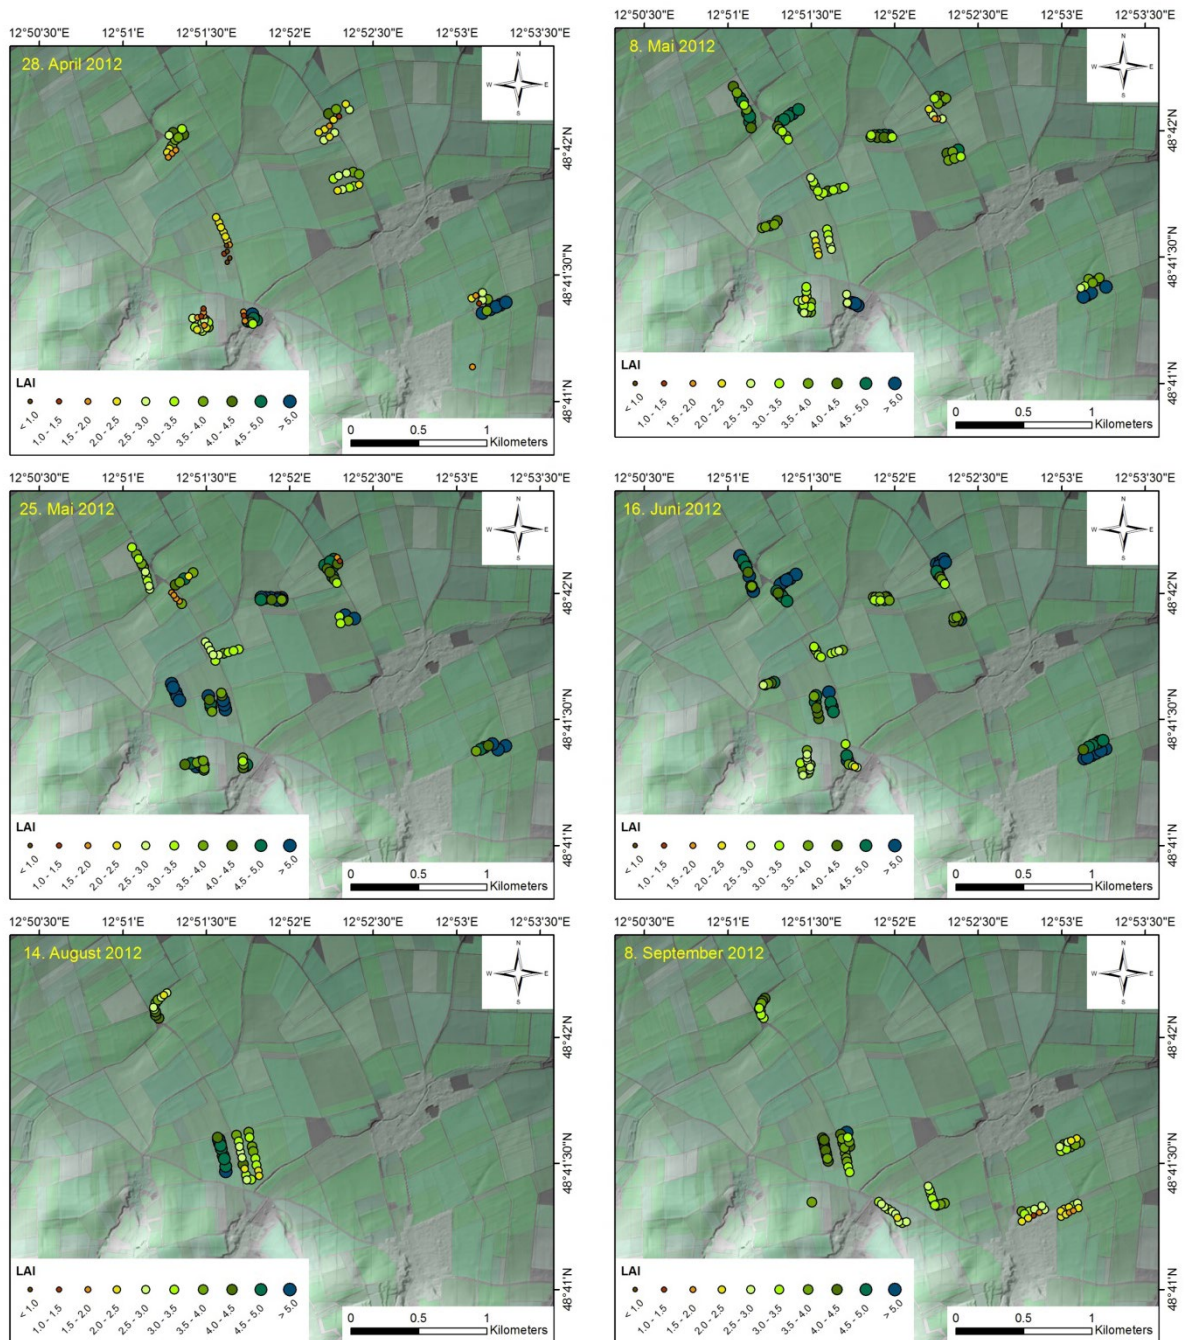 12°50'30"E 12°51'E 12°51'30"E 12°52'E 12°52'30"E 12°53'E 12°53'30"E
28. April 2012
N
W E
S
48°42'N
48°41'30"N
48°41'N
LAI
< 1.0 1.0 - 1.5 1.5 - 2.0 2.0 - 2.5 2.5 - 3.0 3.0 - 3.5 3.5 - 4.0 4.0 - 4.5 4.5 - 5.0 > 5.0
0 0.5 1
Kilometers
12°50'30"E 12°51'E 12°51'30"E 12°52'E 12°52'30"E 12°53'E 12°53'30"E
8. Mai 2012
N
W E
S
48°42'N
48°41'30"N
48°41'N
LAI
< 1.0 1.0 - 1.5 1.5 - 2.0 2.0 - 2.5 2.5 - 3.0 3.0 - 3.5 3.5 - 4.0 4.0 - 4.5 4.5 - 5.0 > 5.0
0 0.5 1
Kilometers
12°50'30"E 12°51'E 12°51'30"E 12°52'E 12°52'30"E 12°53'E 12°53'30"E
25. Mai 2012
N
W E
S
48°42'N
48°41'30"N
48°41'N
LAI
< 1.0 1.0 - 1.5 1.5 - 2.0 2.0 - 2.5 2.5 - 3.0 3.0 - 3.5 3.5 - 4.0 4.0 - 4.5 4.5 - 5.0 > 5.0
0 0.5 1
Kilometers
12°50'30"E 12°51'E 12°51'30"E 12°52'E 12°52'30"E 12°53'E 12°53'30"E
16. Juni 2012
N
W E
S
48°42'N
48°41'30"N
48°41'N
LAI
< 1.0 1.0 - 1.5 1.5 - 2.0 2.0 - 2.5 2.5 - 3.0 3.0 - 3.5 3.5 - 4.0 4.0 - 4.5 4.5 - 5.0 > 5.0
0 0.5 1
Kilometers
12°50'30"E 12°51'E 12°51'30"E 12°52'E 12°52'30"E 12°53'E 12°53'30"E
14. August 2012
N
W E
S
48°42'N
48°41'30"N
48°41'N
LAI
< 1.0 1.0 - 1.5 1.5 - 2.0 2.0 - 2.5 2.5 - 3.0 3.0 - 3.5 3.5 - 4.0 4.0 - 4.5 4.5 - 5.0 > 5.0
0 0.5 1
Kilometers
12°50'30"E 12°51'E 12°51'30"E 12°52'E 12°52'30"E 12°53'E 12°53'30"E
8. September 2012
N
W E
S
48°42'N
48°41'30"N
48°41'N
LAI
< 1.0 1.0 - 1.5 1.5 - 2.0 2.0 - 2.5 2.5 - 3.0 3.0 - 3.5 3.5 - 4.0 4.0 - 4.5 4.5 - 5.0 > 5.0
0 0.5 1
Kilometers